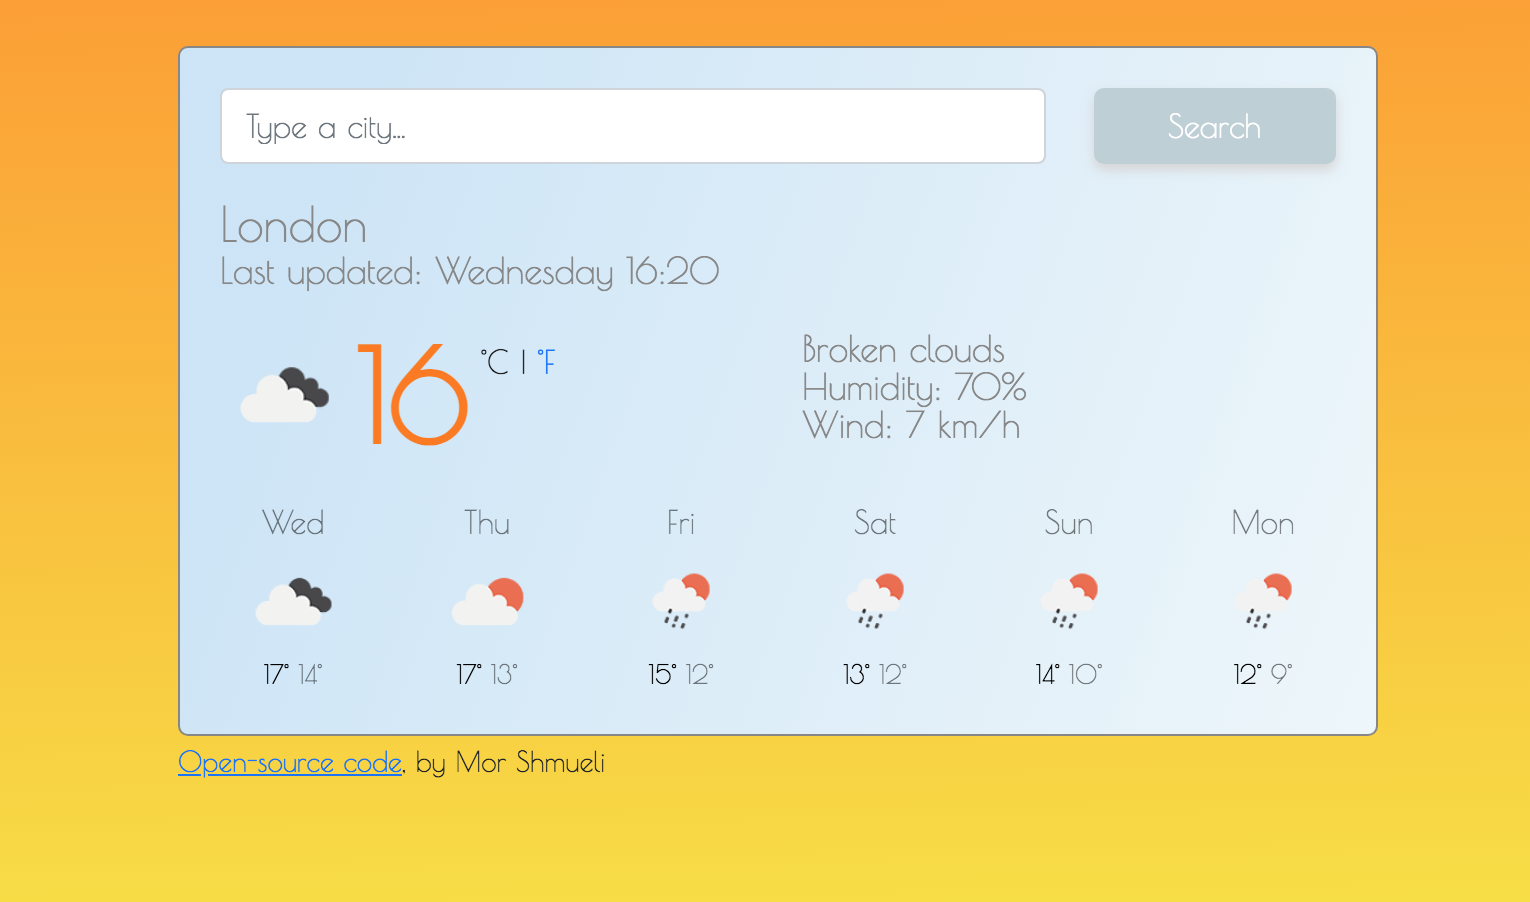 Type a city...
Search
London
Last updated: Wednesday 16:20
16 °C | °F
Broken clouds
Humidity: 70%
Wind: 7 km/h
Wed Thu Fri Sat Sun Mon
17° 14° 17° 13° 15° 12° 13° 12° 14° 10° 12° 9°
Open-source code, by Mor Shmueli